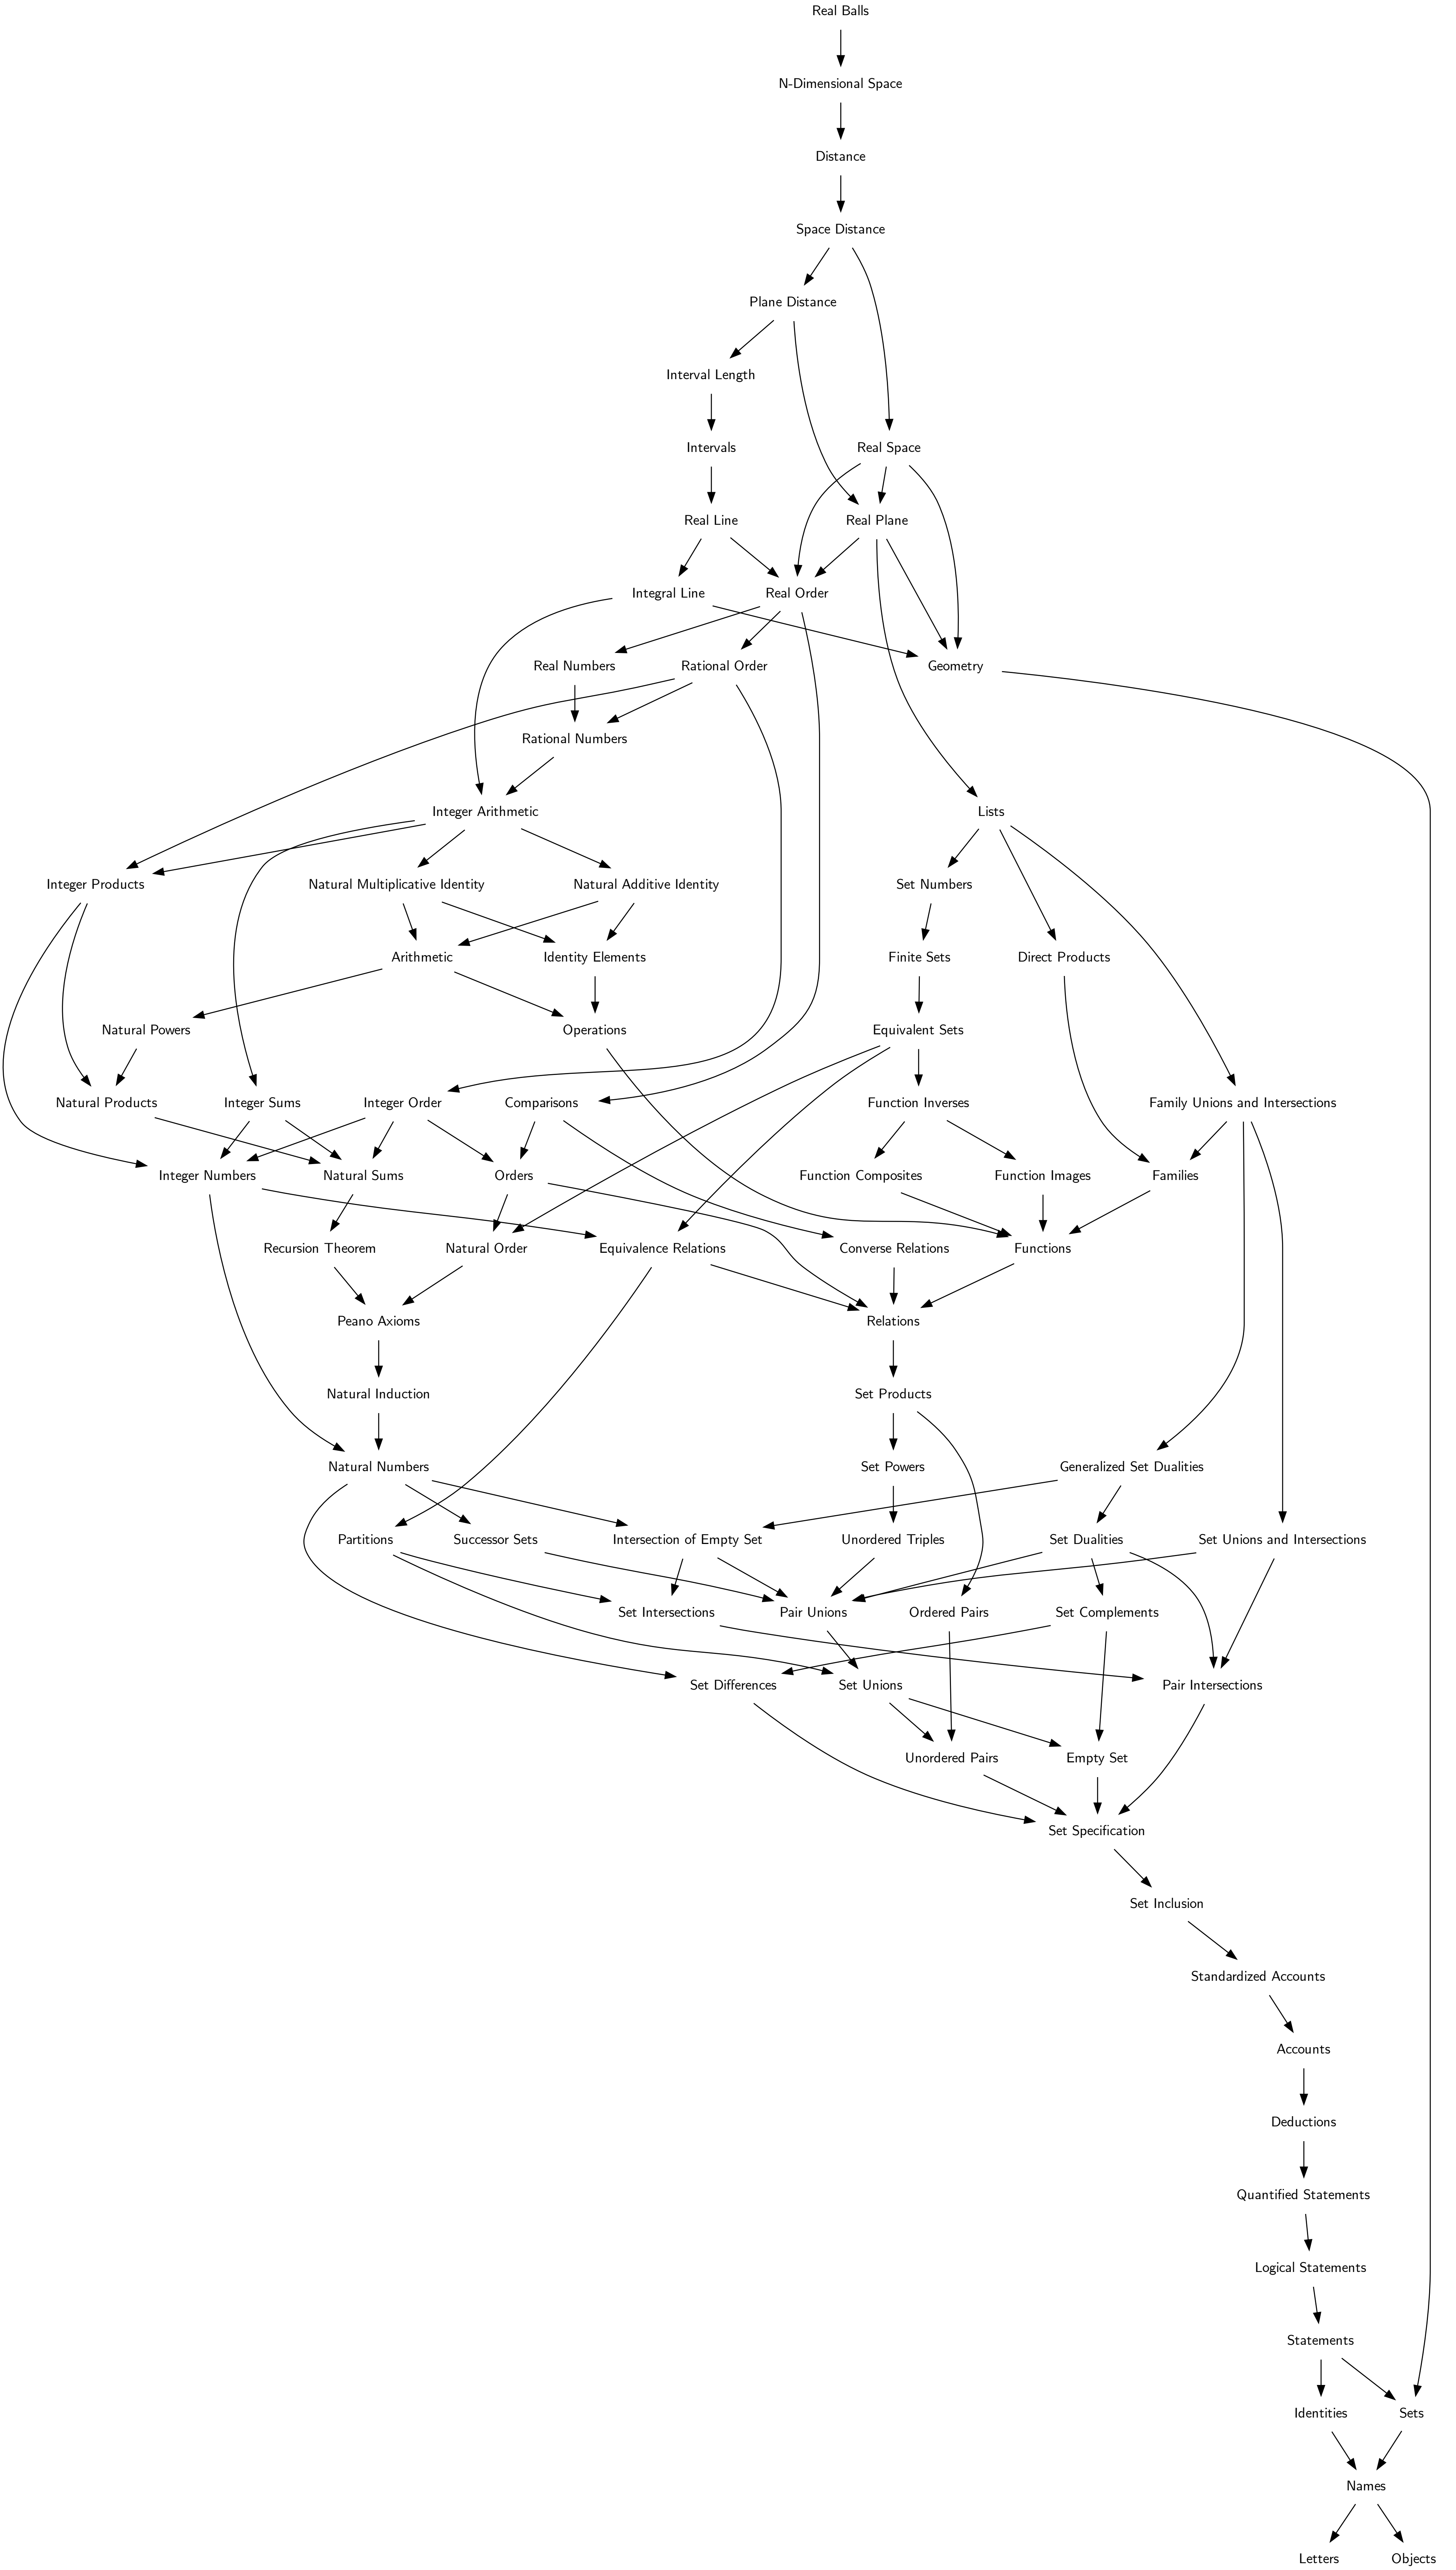 Real Balls
N-Dimensional Space
Distance
Space Distance
Plane Distance
Interval Length
Intervals
Real Space
Real Line
Real Plane
Integral Line
Real Order
Real Numbers
Rational Order
Geometry
Rational Numbers
Integer Arithmetic
Lists
Integer Products
Natural Multiplicative Identity
Natural Additive Identity
Set Numbers
Arithmetic
Identity Elements
Finite Sets
Direct Products
Natural Powers
Operations
Equivalent Sets
Natural Products
Integer Sums
Integer Order
Comparisons
Function Inverses
Family Unions and Intersections
Integer Numbers
Natural Sums
Orders
Function Composites
Function Images
Families
Recursion Theorem
Natural Order
Equivalence Relations
Converse Relations
Functions
Peano Axioms
Relations
Natural Induction
Set Products
Natural Numbers
Set Powers
Generalized Set Dualities
Partitions
Successor Sets
Intersection of Empty Set
Unordered Triples
Set Dualities
Set Unions and Intersections
Set Intersections
Pair Unions
Ordered Pairs
Set Complements
Set Differences
Set Unions
Pair Intersections
Unordered Pairs
Empty Set
Set Specification
Set Inclusion
Standardized Accounts
Accounts
Deductions
Quantified Statements
Logical Statements
Statements
Identities
Sets
Names
Letters
Objects